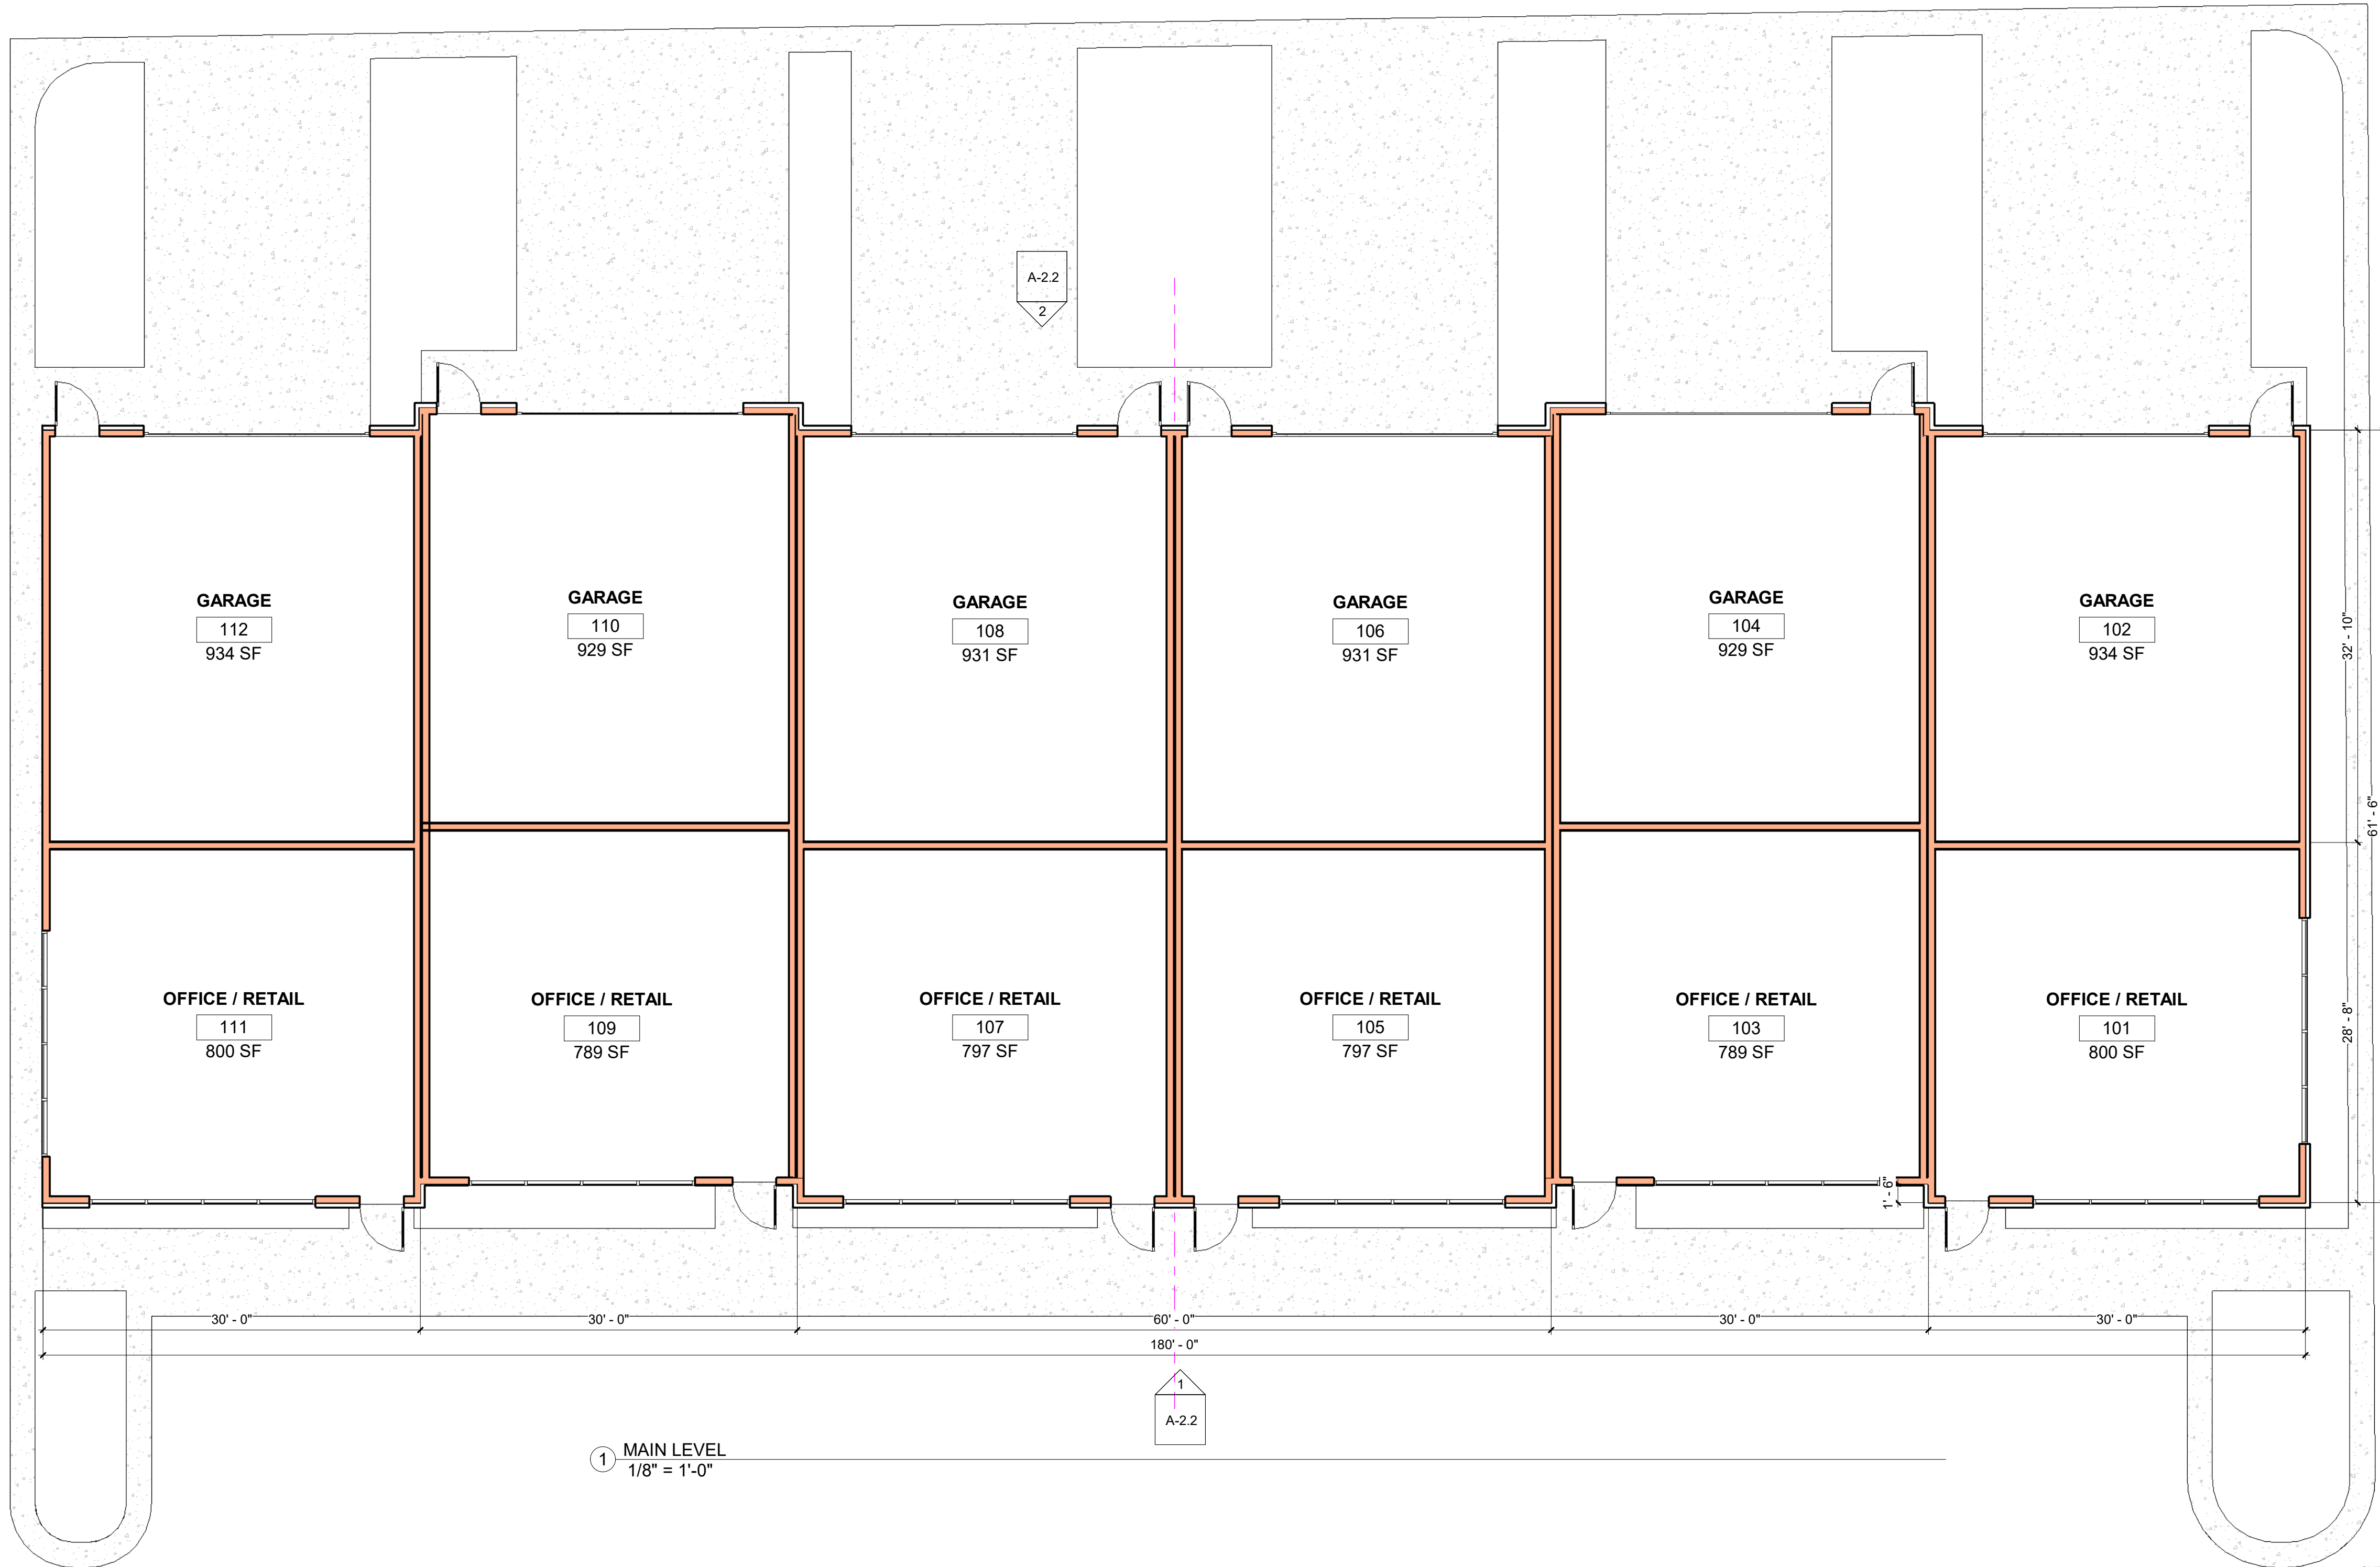 A-2.2
2
GARAGE
112
934 SF
GARAGE
110
929 SF
GARAGE
108
931 SF
GARAGE
106
931 SF
GARAGE
104
929 SF
GARAGE
102
934 SF
32' - 10"
61' - 6"
OFFICE / RETAIL
111
800 SF
OFFICE / RETAIL
109
789 SF
OFFICE / RETAIL
107
797 SF
OFFICE / RETAIL
105
797 SF
OFFICE / RETAIL
103
789 SF
OFFICE / RETAIL
101
800 SF
28' - 8"
1' - 6"
30' - 0"
30' - 0"
60' - 0"
30' - 0"
30' - 0"
180' - 0"
1
A-2.2
1
MAIN LEVEL
1/8" = 1'-0"